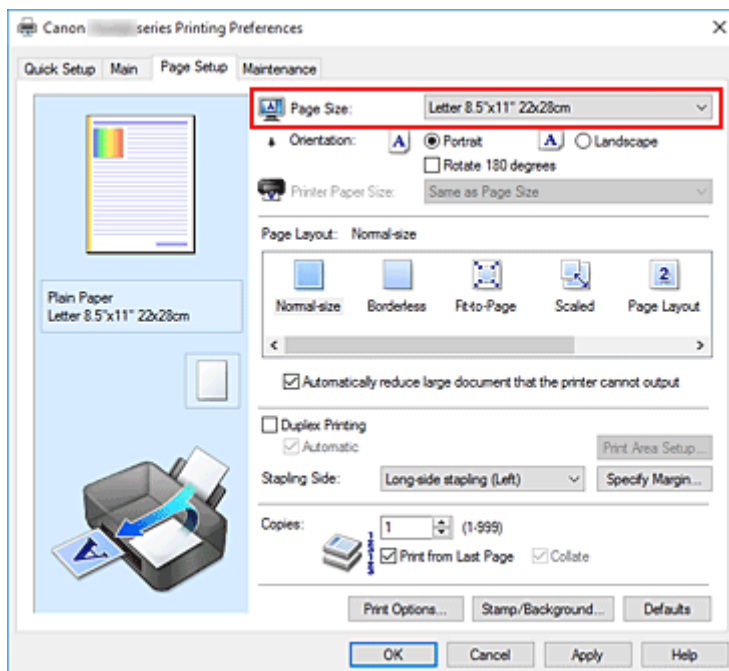 Canon series Printing Preferences
Quick Setup Main Page Setup Maintenance
Page Size: Letter 8.5"x11" 22x28cm
Orientation: A Portrait A Landscape
Rotate 180 degrees
Printer Paper Size: Same as Page Size
Page Layout: Normal-size
2
Normal-size Borderless Fit-to-Page Scaled Page Layout
Plain Paper
Letter 8.5"x11" 22x28cm
Automatically reduce large document that the printer cannot output
Duplex Printing
Automatic Print Area Setup...
Stapling Side: Long-side stapling (Left) Specify Margin...
Copies: 1 (1-999)
Print from Last Page Collate
A
Print Options... Stamp/Background... Defaults
OK Cancel Apply Help